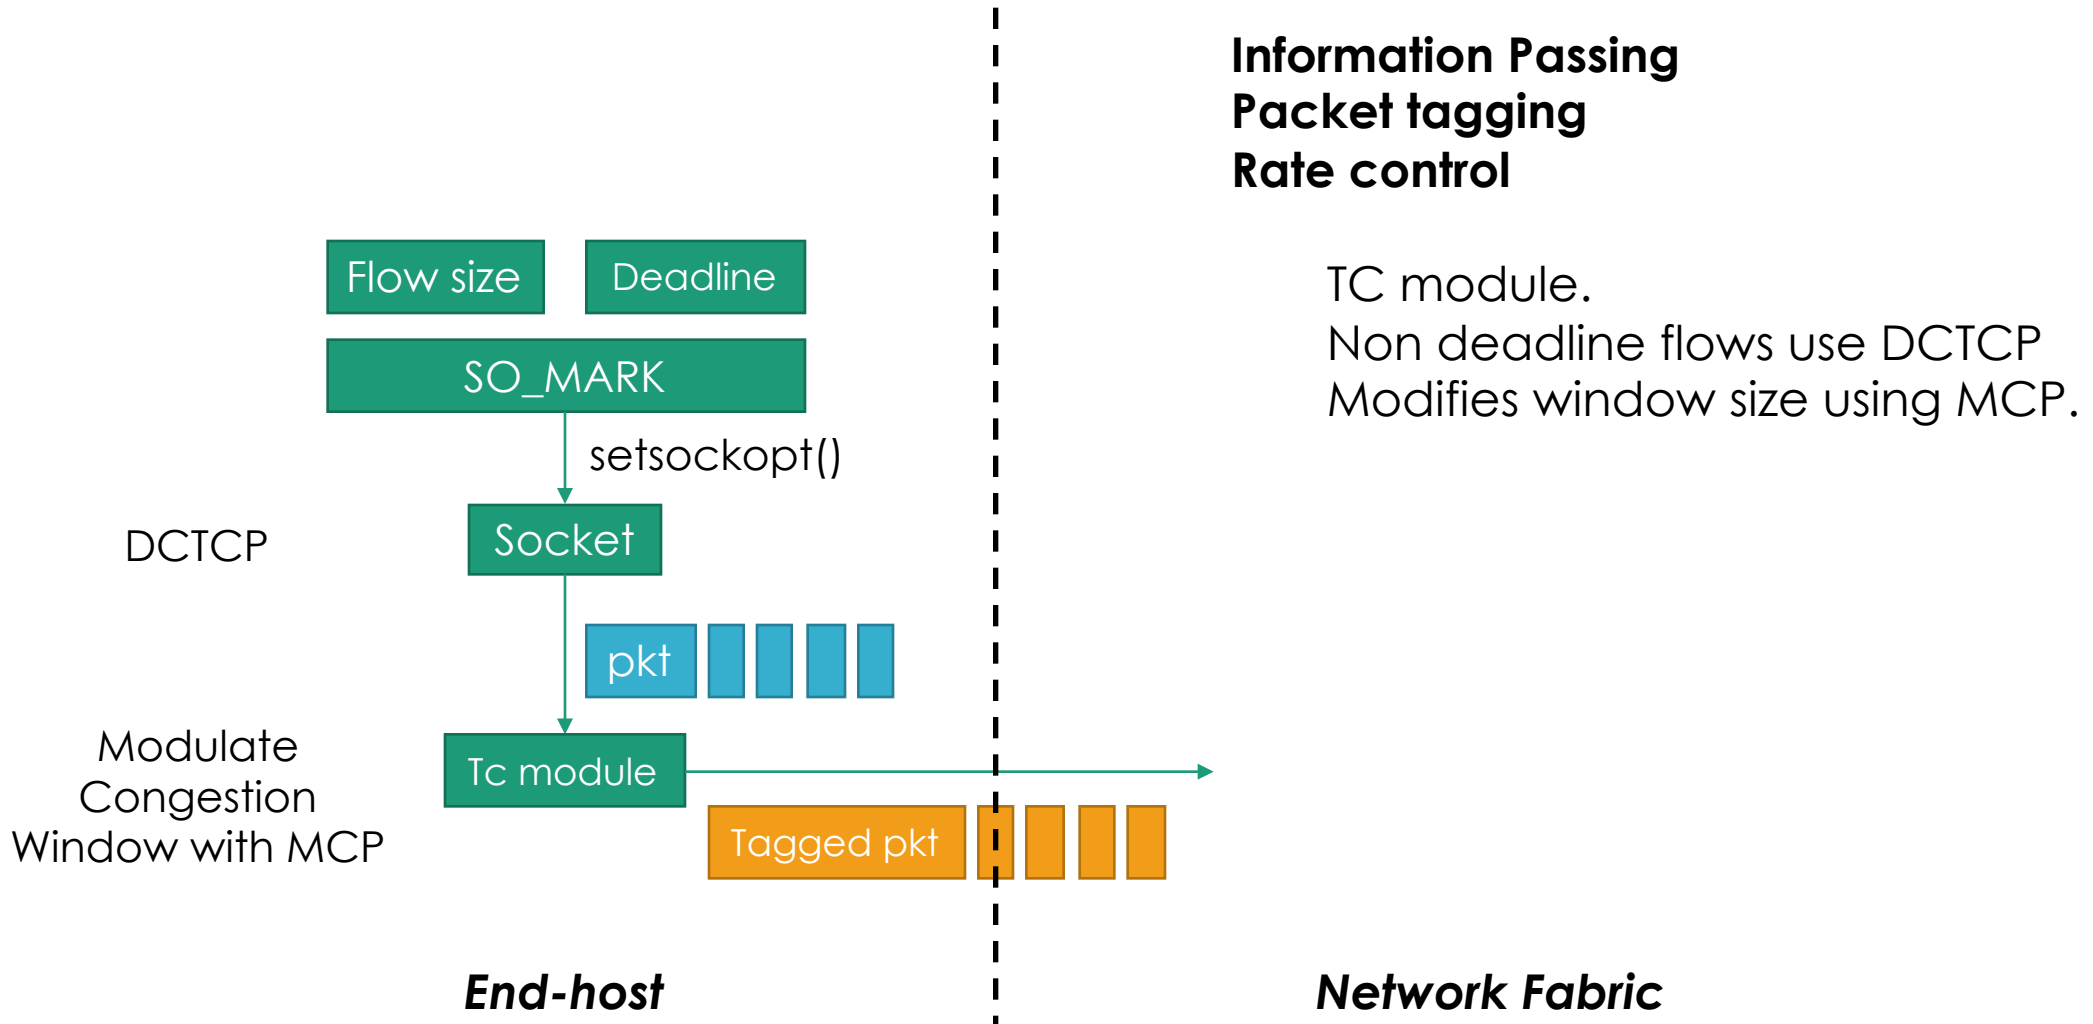 Information Passing
Packet tagging
Rate control
Flow size
Deadline
SO_MARK
setsockopt()
DCTCP
Socket
pkt
Modulate
Congestion
Window with MCP
Tc module
Tagged pkt
TC module.
Non deadline flows use DCTCP
Modifies window size using MCP.
End-host
Network Fabric